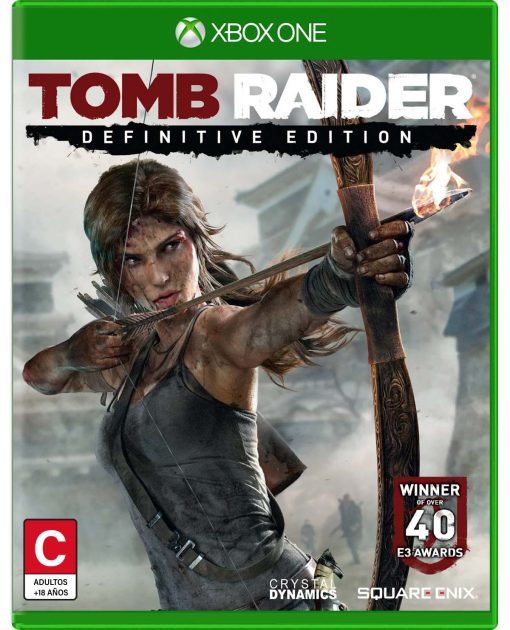 XBOX ONE
TOMB RAIDER®
DEFINITIVE EDITION
WINNER
OF OVER
40
E3 AWARDS
C
ADULTOS
+18 AÑOS
CRYSTAL
DYNAMICS
SQUARE ENIX.